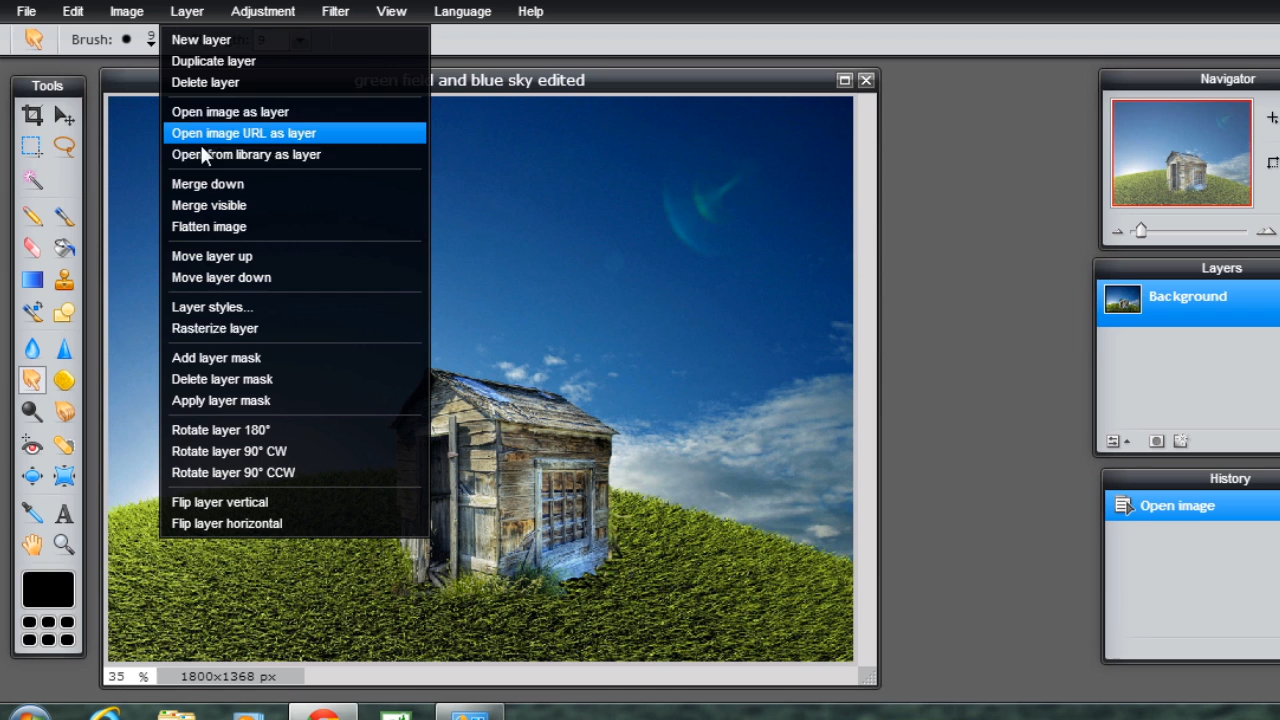 File Edit Image Layer Adjustment Filter View Language Help
Brush: 9 9
Tools
green field and blue sky edited
Navigator
New layer
Duplicate layer
Delete layer
Open image as layer
Open image URL as layer
Open from library as layer
Merge down
Merge visible
Flatten image
Move layer up
Move layer down
Layer styles...
Rasterize layer
Add layer mask
Delete layer mask
Apply layer mask
Rotate layer 180°
Rotate layer 90° CW
Rotate layer 90° CCW
Flip layer vertical
Flip layer horizontal
Layers
Background
History
Open image
35 % 1800x1368 px